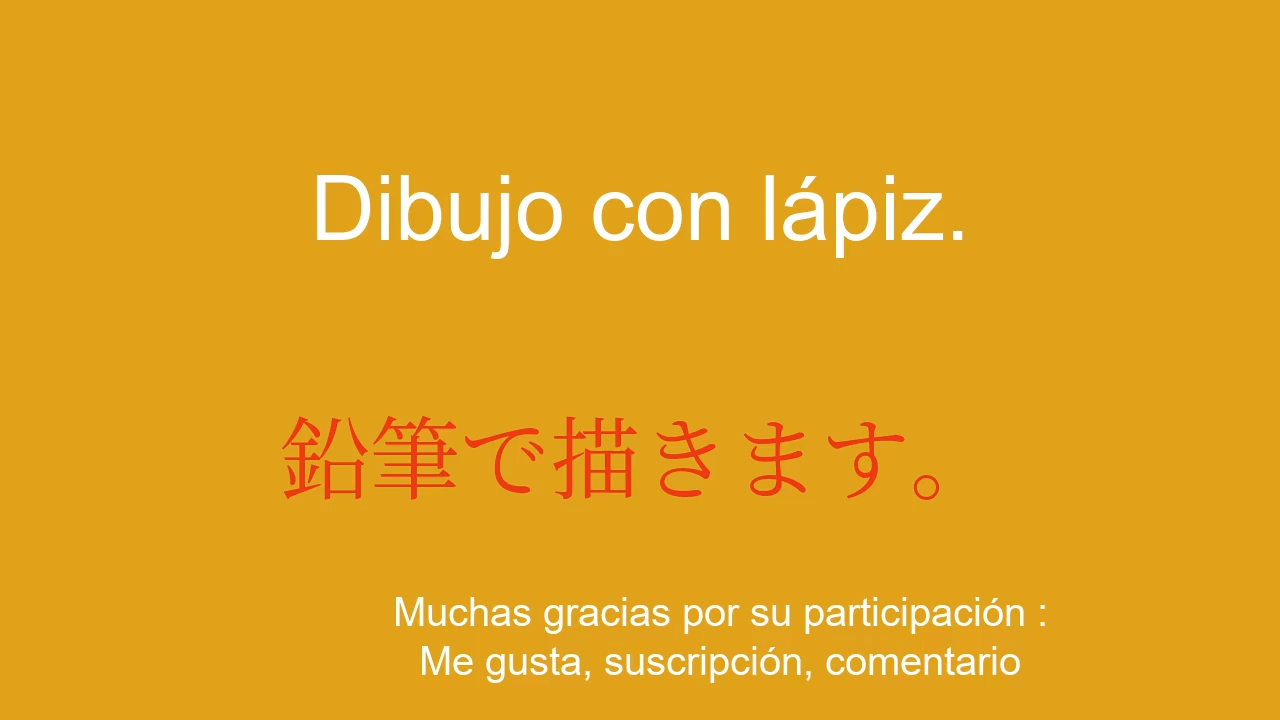 Dibujo con lápiz.
鉛筆で描きます。
Muchas gracias por su participación :
Me gusta, suscripción, comentario